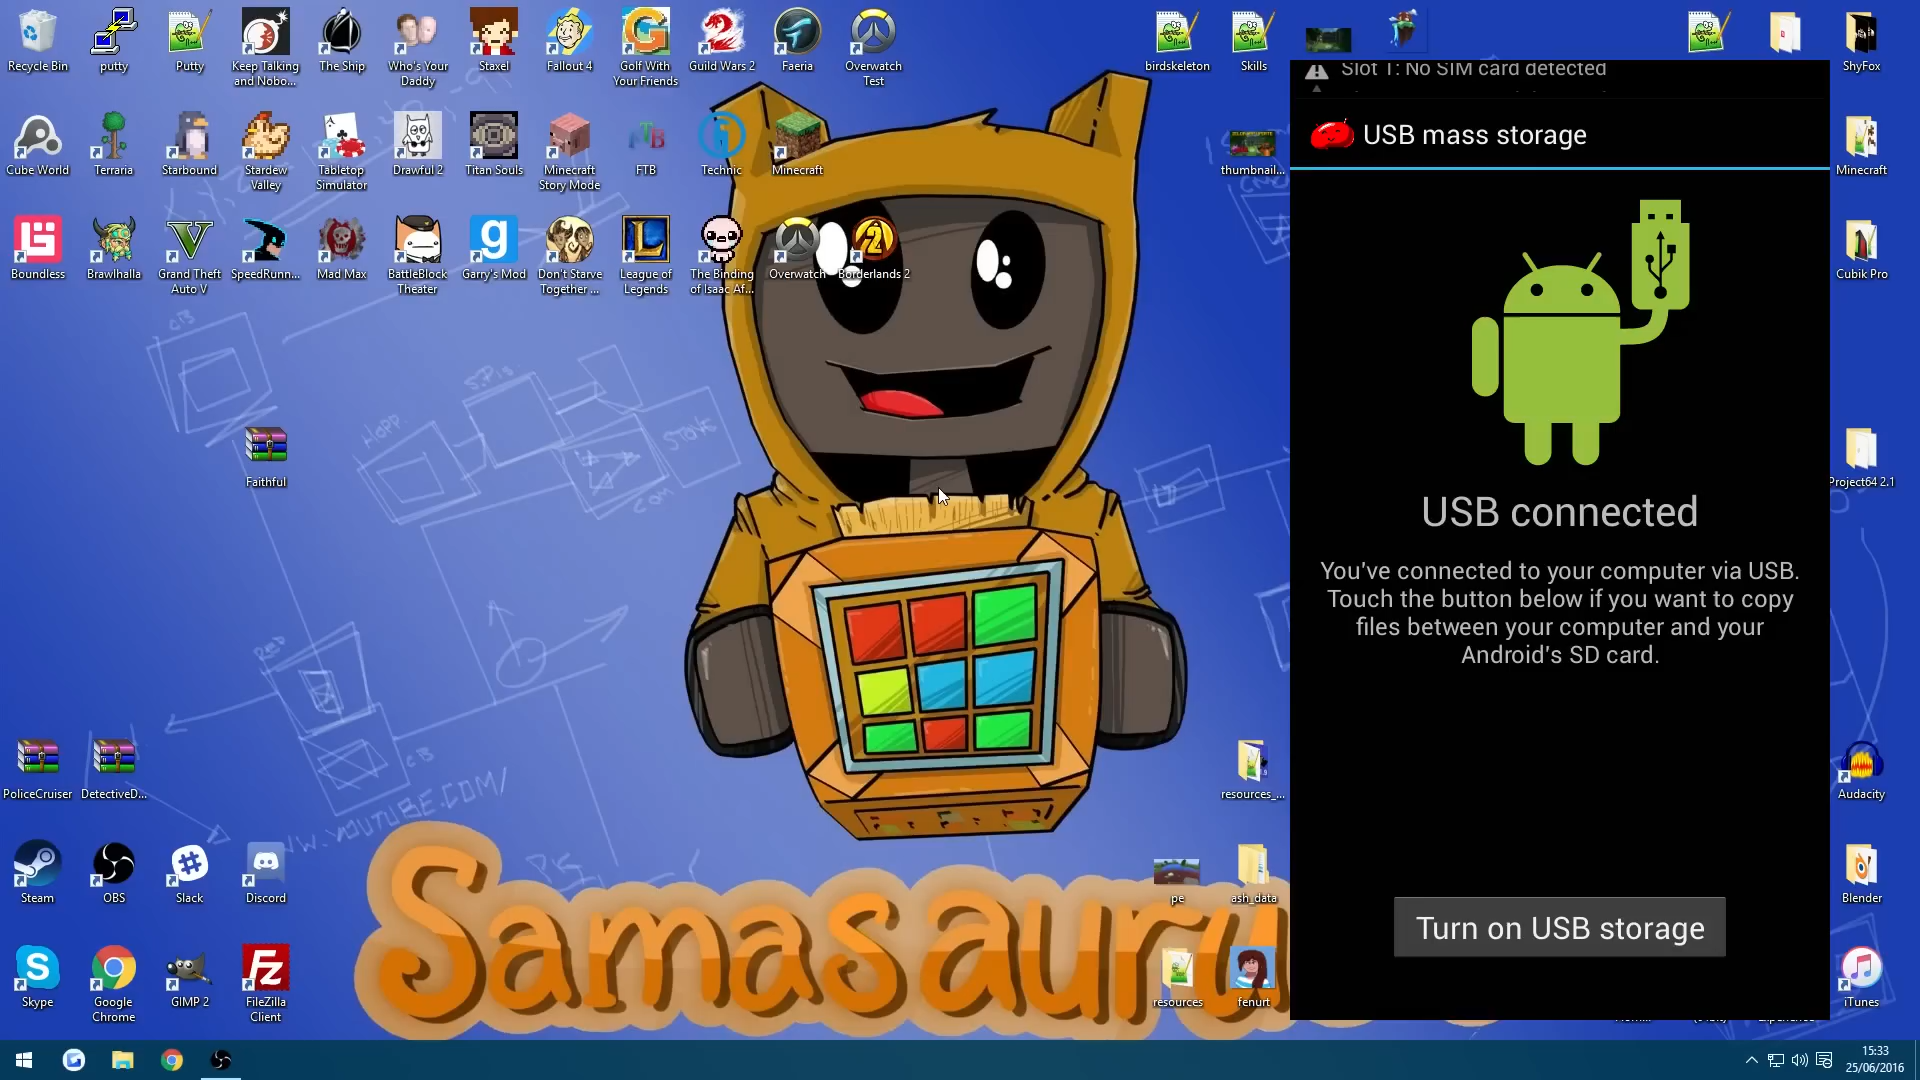 Recycle Bin
putty
Putty
Keep Talking
and Nobo...
The Ship
Who's Your
Daddy
Staxel
Fallout 4
Golf With
Your Friends
Guild Wars 2
Faeria
Overwatch
Test
birdskeleton
Skills
ShyFox
Cube World
Terraria
Starbound
Stardew
Valley
Tabletop
Simulator
Drawful 2
Titan Souls
Minecraft
Story Mode
FTB
Technic
Minecraft
thumbnail...
Minecraft
Boundless
Brawlhalla
Grand Theft
Auto V
SpeedRunn...
Mad Max
BattleBlock
Theater
Garry's Mod
Don't Starve
Together ...
League of
Legends
The Binding
of Isaac Af...
Overwatch
Borderlands 2
Cubik Pro
Faithful
Project64 2.1
PoliceCruiser
DetectiveD...
resources_...
Audacity
Steam
OBS
Slack
Discord
pe
ash_data
Blender
Skype
Google
Chrome
GIMP 2
FileZilla
Client
resources
fenurt
iTunes
Slot 1: No SIM card detected
USB mass storage
USB connected
You've connected to your computer via USB.
Touch the button below if you want to copy
files between your computer and your
Android's SD card.
Turn on USB storage
Samasauru
15:33
25/06/2016